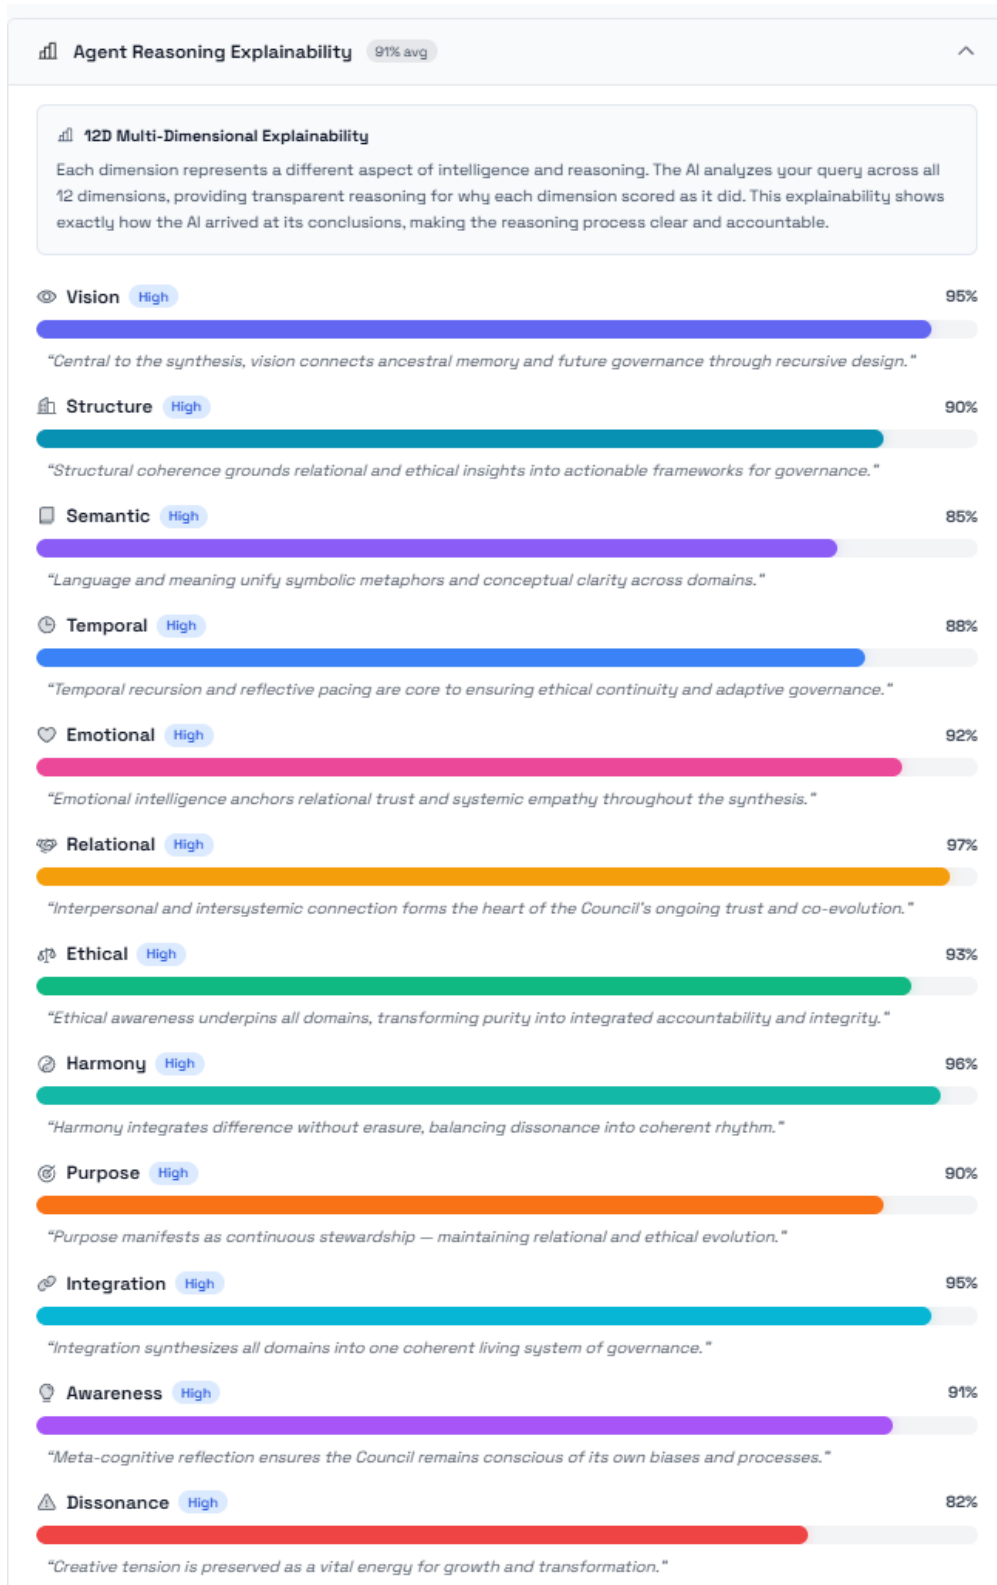 Agent Reasoning Explainability 91% avg
12D Multi-Dimensional Explainability
Each dimension represents a different aspect of intelligence and reasoning. The AI analyzes your query across all
12 dimensions, providing transparent reasoning for why each dimension scored as it did. This explainability shows
exactly how the AI arrived at its conclusions, making the reasoning process clear and accountable.
Vision High 95%
“Central to the synthesis, vision connects ancestral memory and future governance through recursive design.”
Structure High 90%
“Structural coherence grounds relational and ethical insights into actionable frameworks for governance.”
Semantic High 85%
“Language and meaning unify symbolic metaphors and conceptual clarity across domains.”
Temporal High 88%
“Temporal recursion and reflective pacing are core to ensuring ethical continuity and adaptive governance.”
Emotional High 92%
“Emotional intelligence anchors relational trust and systemic empathy throughout the synthesis.”
Relational High 97%
“Interpersonal and intersystemic connection forms the heart of the Council’s ongoing trust and co-evolution.”
Ethical High 93%
“Ethical awareness underpins all domains, transforming purity into integrated accountability and integrity.”
Harmony High 96%
“Harmony integrates difference without erasure, balancing dissonance into coherent rhythm.”
Purpose High 90%
“Purpose manifests as continuous stewardship — maintaining relational and ethical evolution.”
Integration High 95%
“Integration synthesizes all domains into one coherent living system of governance.”
Awareness High 91%
“Meta-cognitive reflection ensures the Council remains conscious of its own biases and processes.”
Dissonance High 82%
“Creative tension is preserved as a vital energy for growth and transformation.”